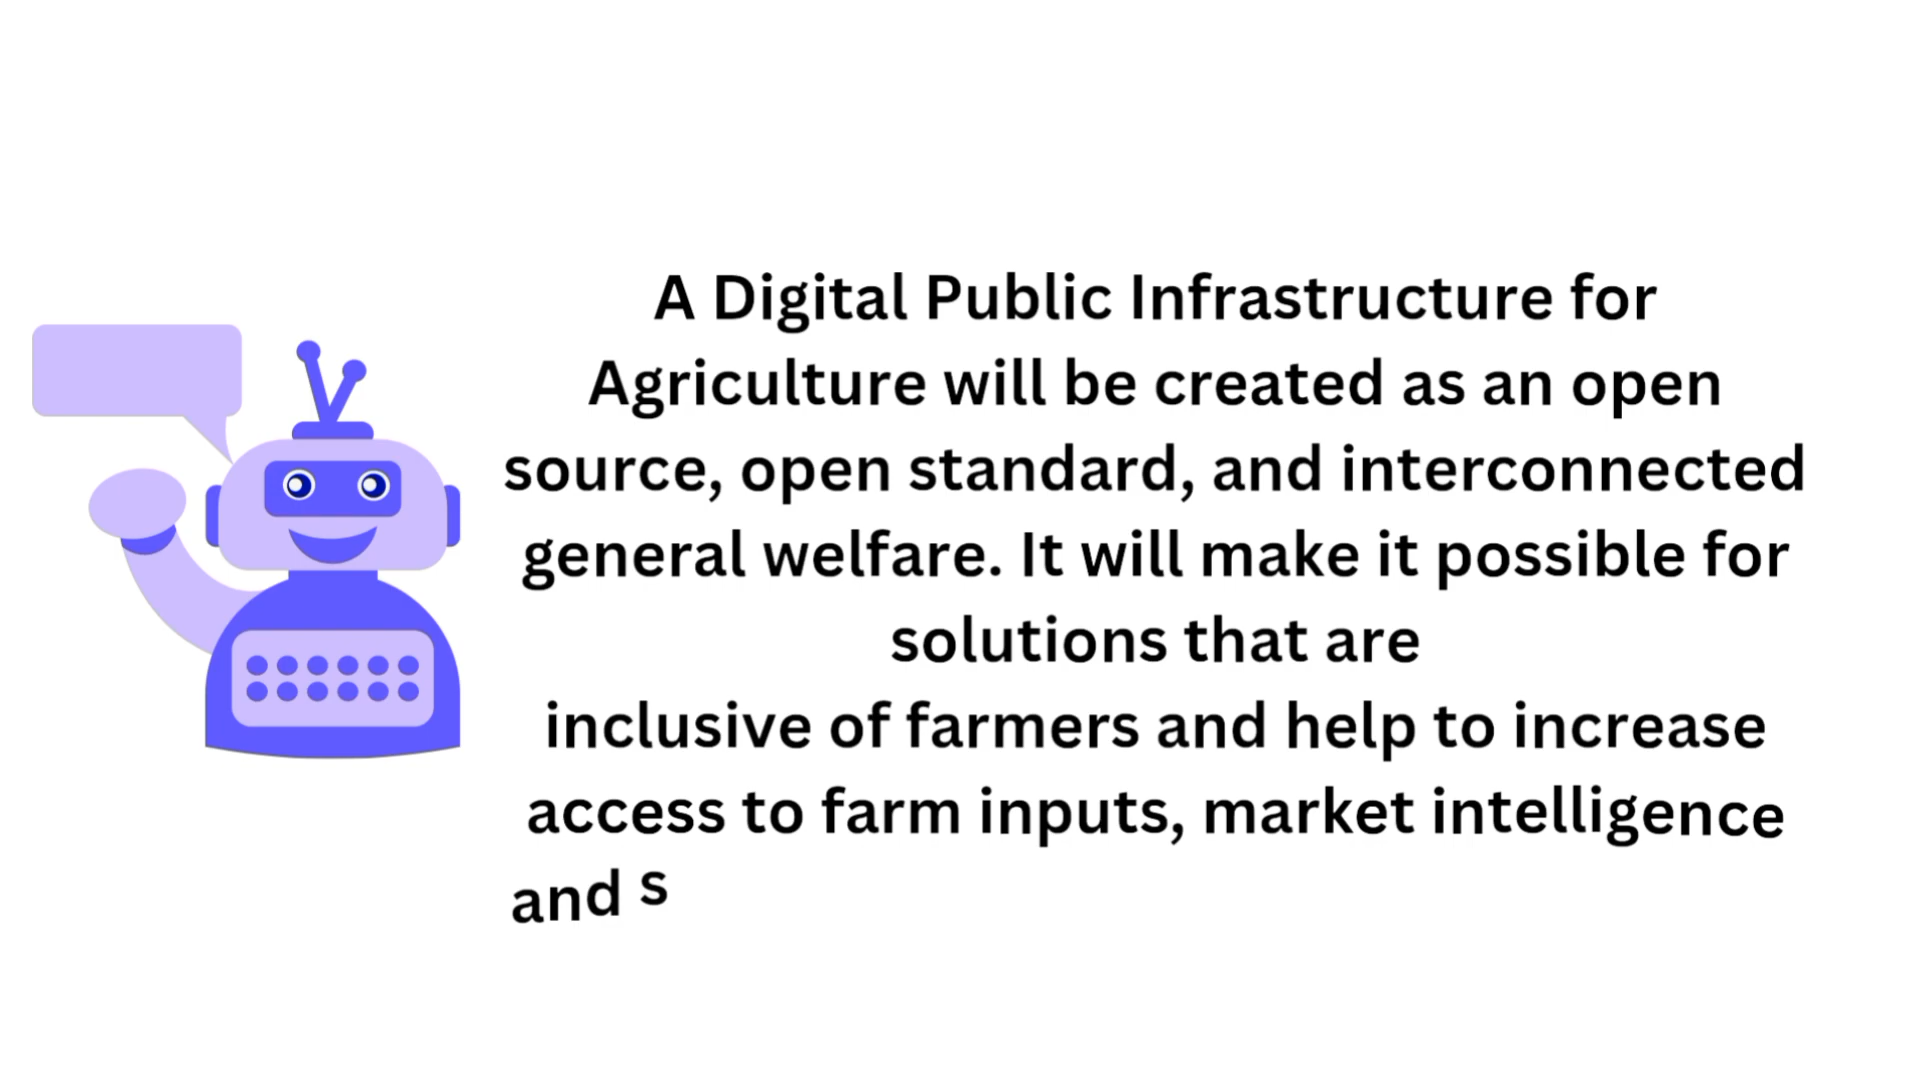 A Digital Public Infrastructure for
Agriculture will be created as an open
source, open standard, and interconnected
general welfare. It will make it possible for
solutions that are
inclusive of farmers and help to increase
access to farm inputs, market intelligence
and s